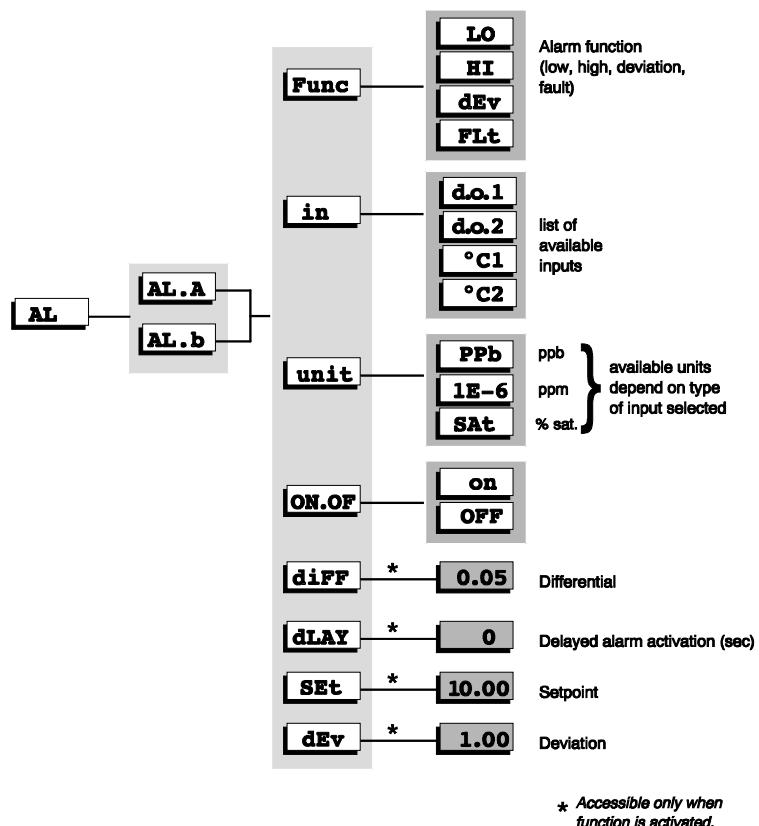 LO
HI
dEv
FLt
Alarm function
(low, high, deviation,
fault)
Func
d.o.1
d.o.2
°C1
°C2
list of
available
inputs
in
AL
AL.A
AL.b
unit
PPb
1E-6
SAt
ppb
ppm
% sat.
available units
depend on type
of input selected
ON.OF
on
OFF
diFF
*
0.05
Differential
dLAY
*
0
Delayed alarm activation (sec)
SEt
*
10.00
Setpoint
dEv
*
1.00
Deviation
* Accessible only when
function is activated.